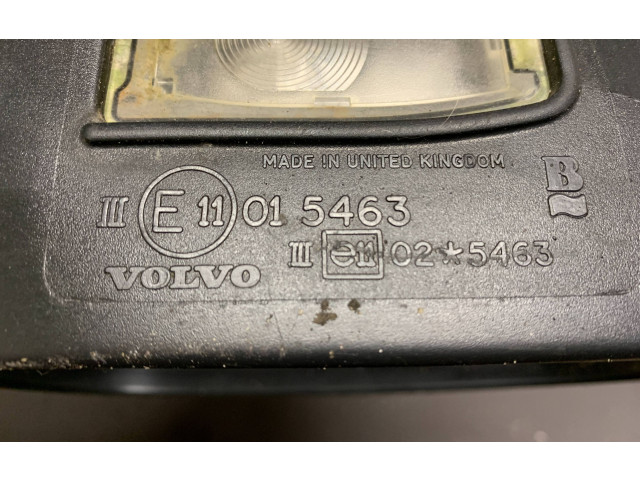 MADE IN UNITED KINGDOM
B
III E 11 01 5463
III e11 02*5463
VOLVO